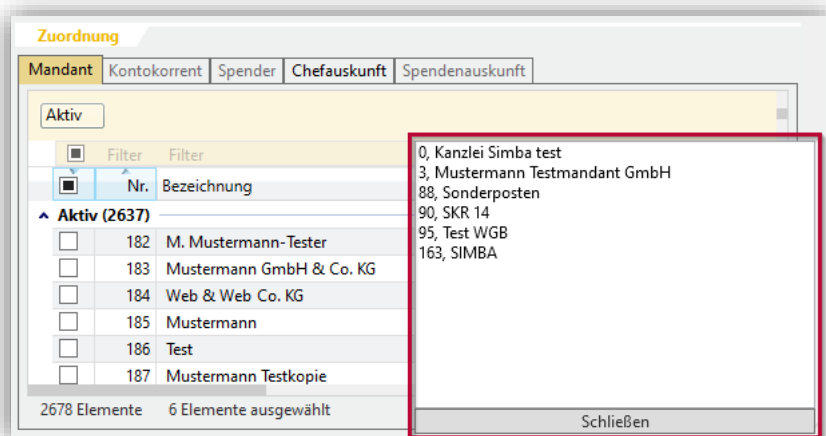 Zuordnung
Mandant Kontokorrent Spender Chefauskunft Spendenauskunft
Aktiv
Filter Filter
Nr. Bezeichnung
Aktiv (2637)
182 M. Mustermann-Tester
183 Mustermann GmbH & Co. KG
184 Web & Web Co. KG
185 Mustermann
186 Test
187 Mustermann Testkopie
2678 Elemente 6 Elemente ausgewählt
0, Kanzlei Simba test
3, Mustermann Testmandant GmbH
88, Sonderposten
90, SKR 14
95, Test WGB
163, SIMBA
Schließen